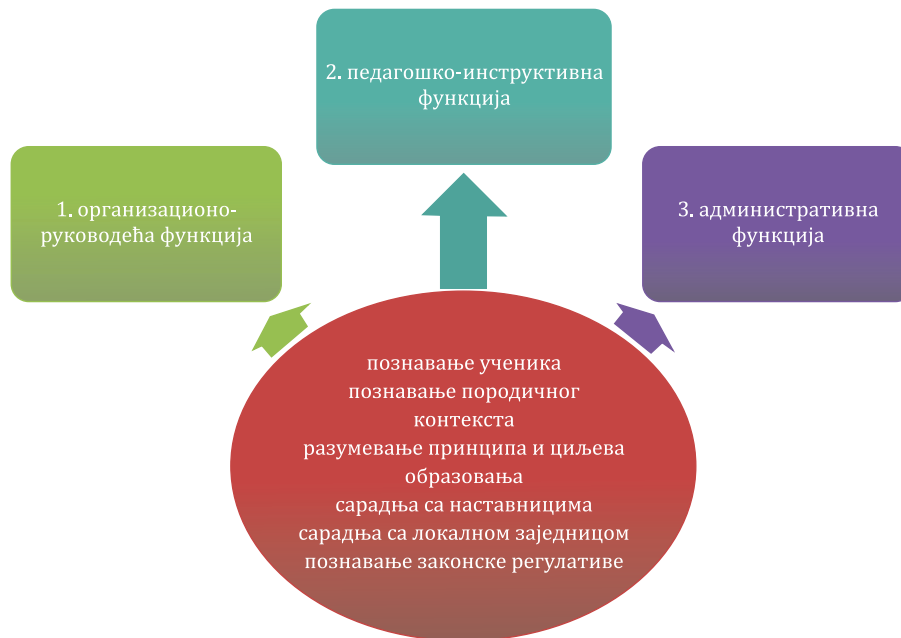 2. педагошко-инструктивна
функција
1. организационо-
руководећа функција
3. административна
функција
познавање ученика
познавање породичног
контекста
разумевање принципа и циљева
образовања
сарадња са наставницима
сарадња са локалном заједницом
познавање законске регулативе